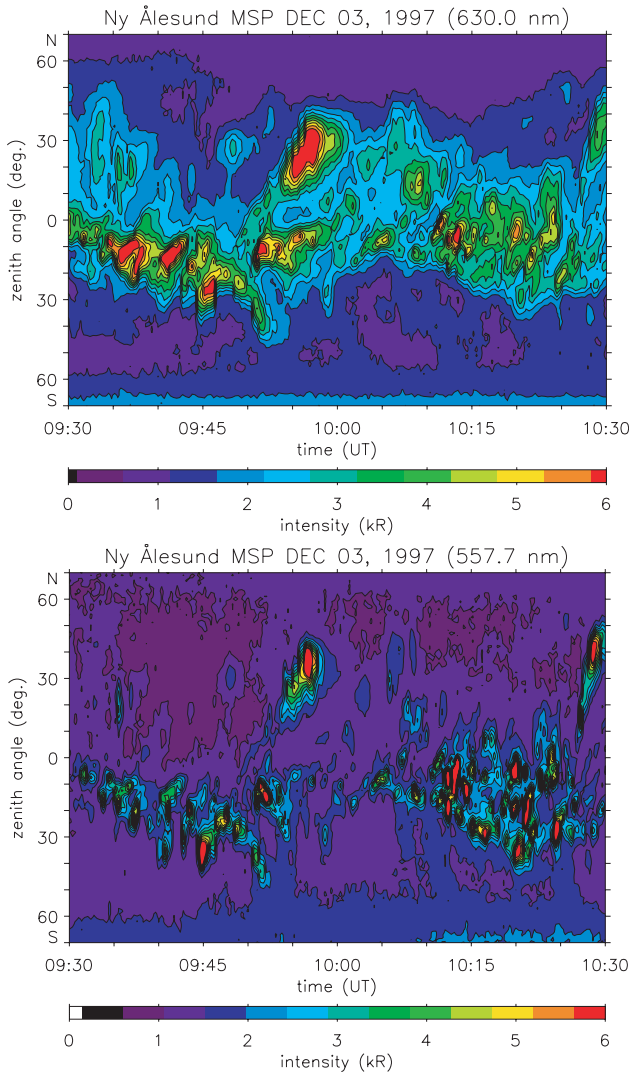 Ny Ålesund MSP DEC 03, 1997 (630.0 nm)
N
60
30
0
30
60
S
zenith angle (deg.)
09:30 09:45 10:00 10:15 10:30
time (UT)
0 1 2 3 4 5 6
intensity (kR)
Ny Ålesund MSP DEC 03, 1997 (557.7 nm)
N
60
30
0
30
60
S
zenith angle (deg.)
09:30 09:45 10:00 10:15 10:30
time (UT)
0 1 2 3 4 5 6
intensity (kR)